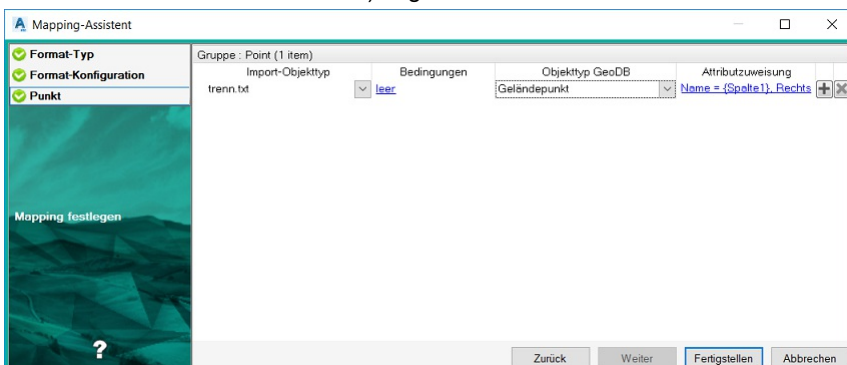 Mapping-Assistent
Format-Typ
Format-Konfiguration
Punkt
Mapping festlegen
?
Gruppe : Point (1 item)
Import-Objekttyp Bedingungen Objekttyp GeoDB Attributzuweisung
trenn.txt leer Geländepunkt Name = {Spalte1}, Rechts
Zurück Weiter Fertigstellen Abbrechen